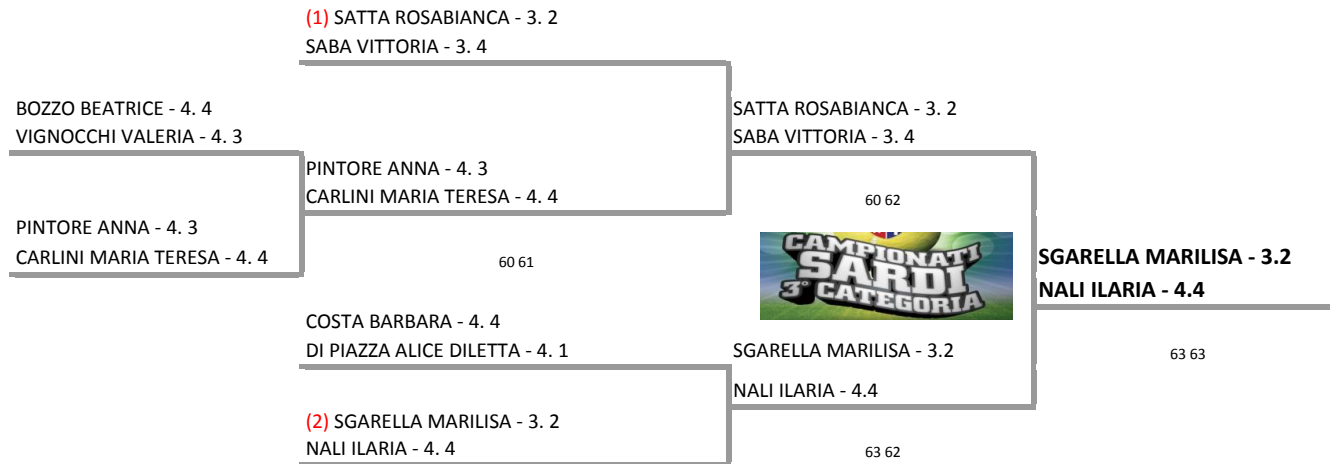 (1) SATTA ROSABIANCA - 3. 2
SABA VITTORIA - 3. 4
BOZZO BEATRICE - 4. 4
VIGNOCCHI VALERIA - 4. 3
SATTA ROSABIANCA - 3. 2
SABA VITTORIA - 3. 4
PINTORE ANNA - 4. 3
CARLINI MARIA TERESA - 4. 4
60 62
PINTORE ANNA - 4. 3
CARLINI MARIA TERESA - 4. 4
60 61
CAMPIONATI
SARDI
3° CATEGORIA
SGARELLA MARILISA - 3.2
NALI ILARIA - 4.4
COSTA BARBARA - 4. 4
DI PIAZZA ALICE DILETTA - 4. 1
SGARELLA MARILISA - 3.2
63 63
NALI ILARIA - 4.4
(2) SGARELLA MARILISA - 3. 2
NALI ILARIA - 4. 4
63 62